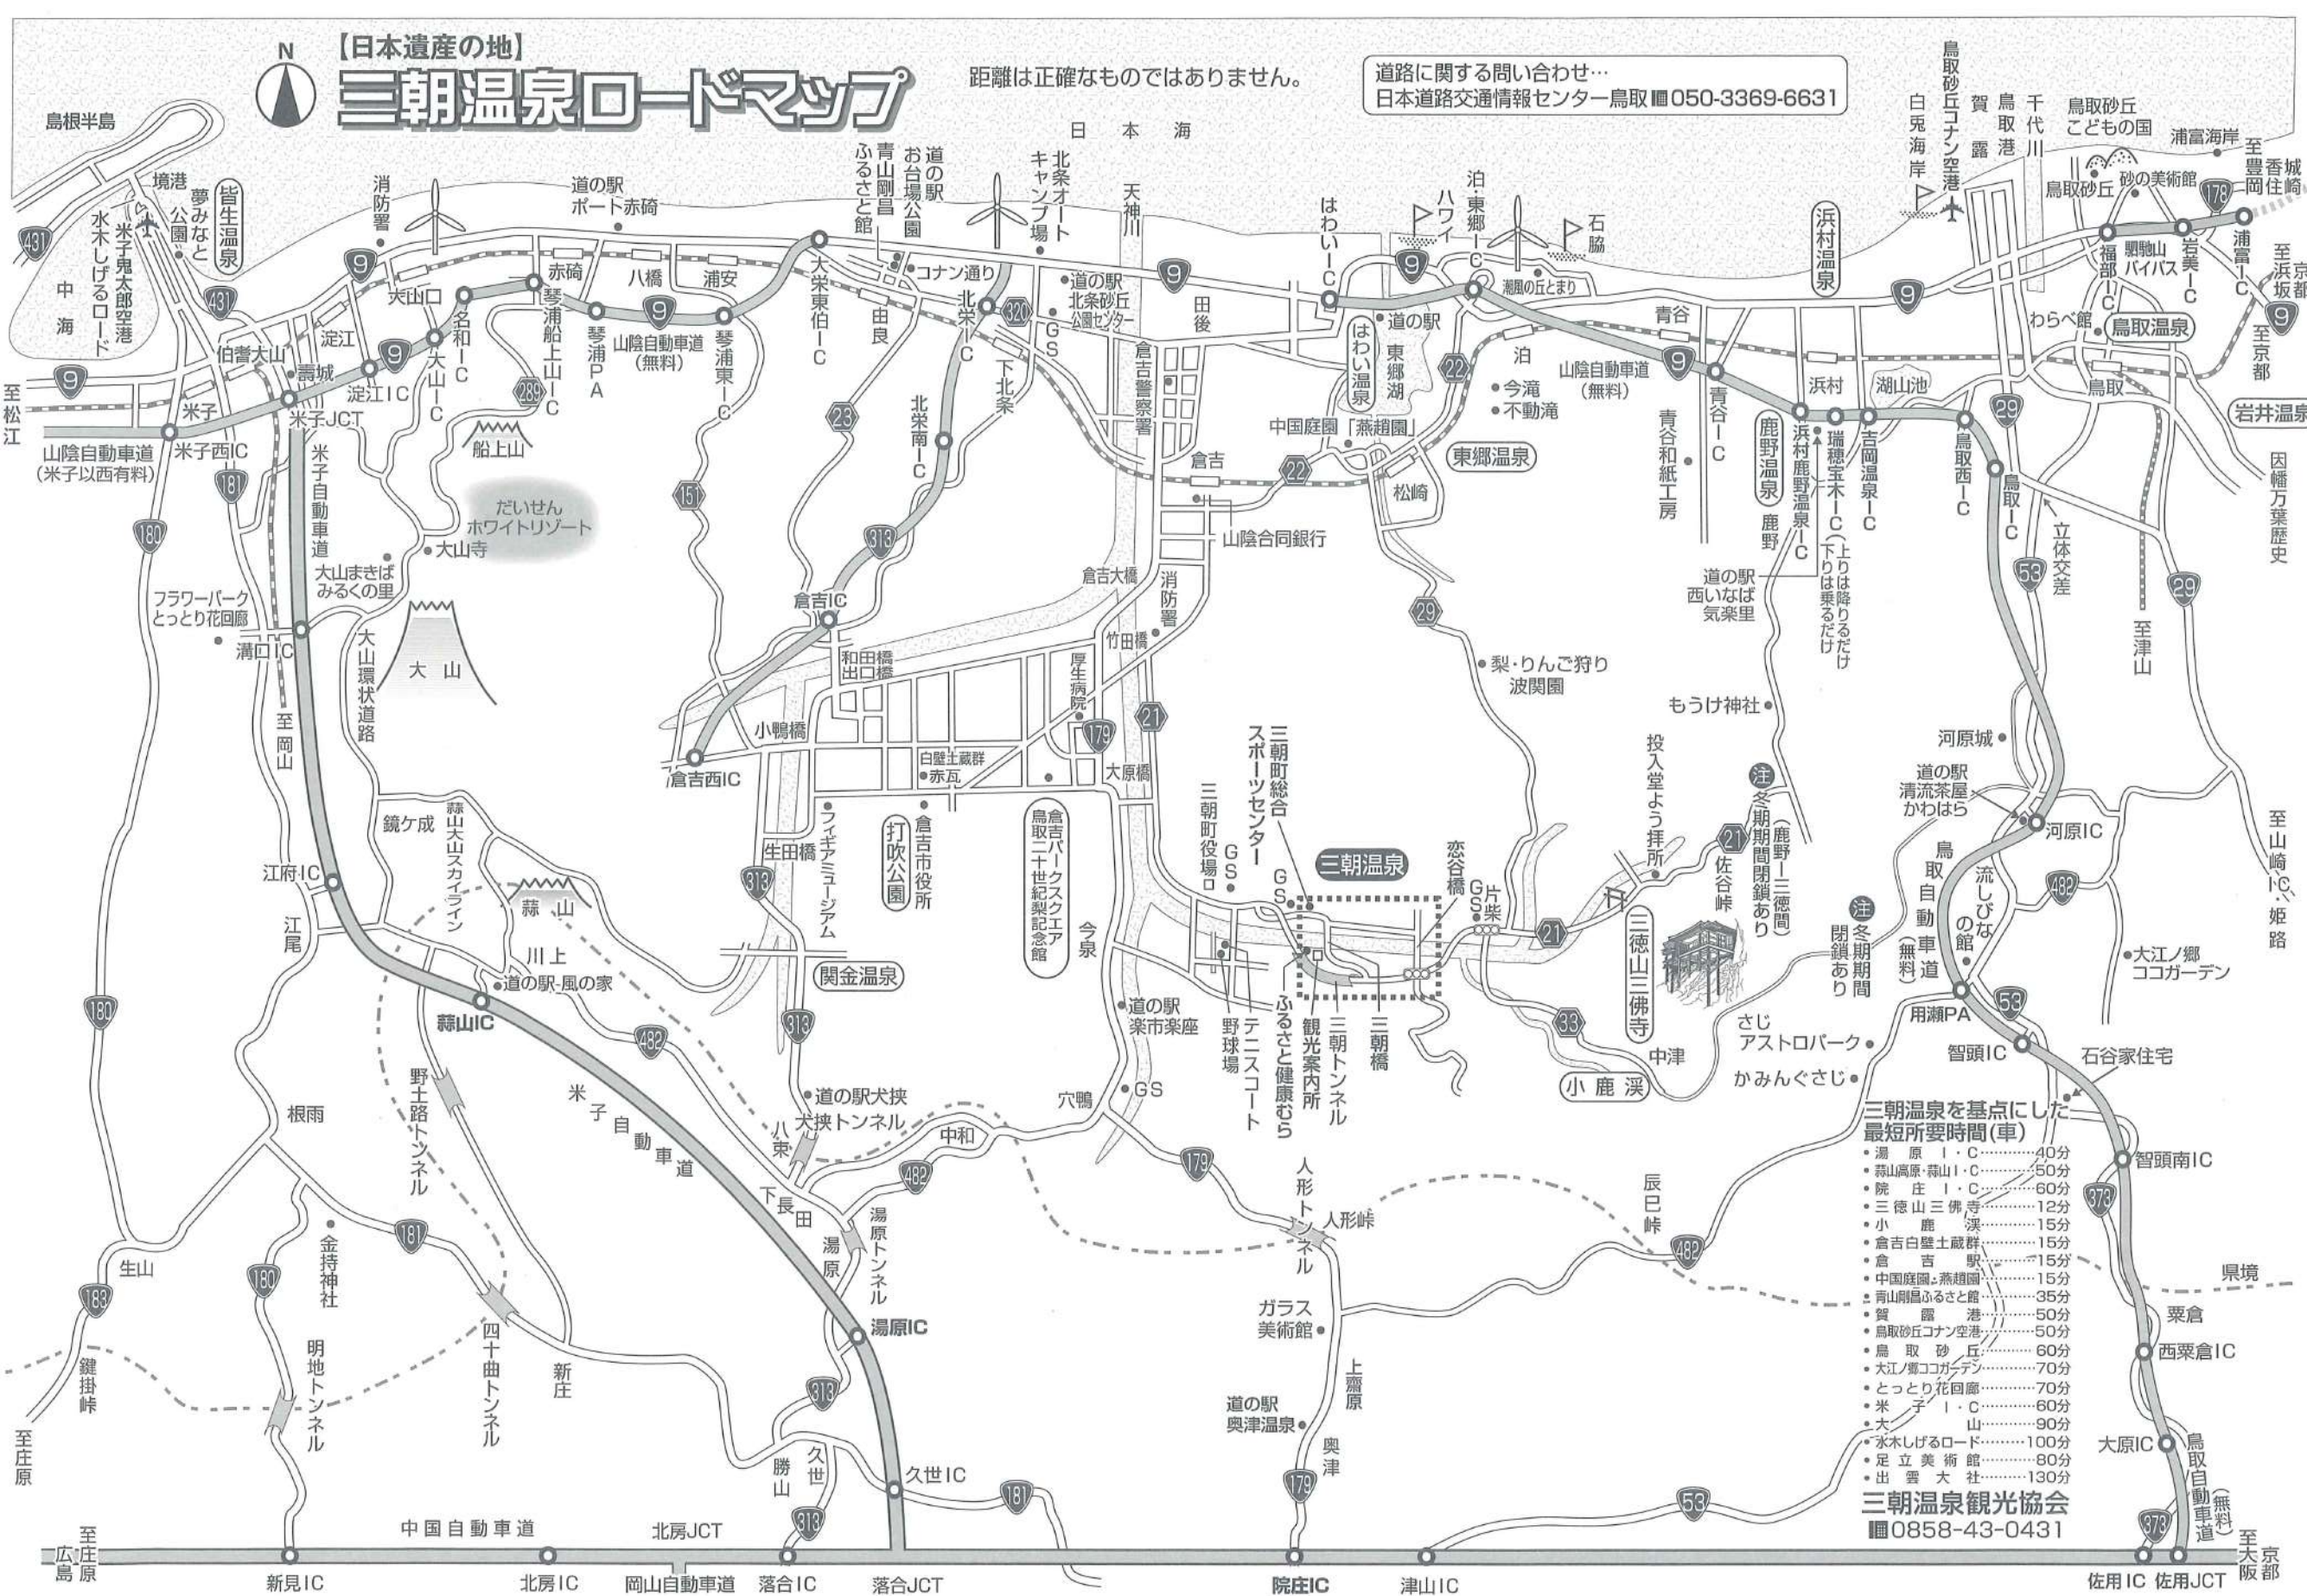 【日本遺産の地】
三朝温泉ロードマップ
N
距離は正確なものではありません。
道路に関する問い合わせ…
日本道路交通情報センター鳥取 050-3369-6631
日本海
島根半島
境港
夢みなと公園
皆生温泉
米子鬼太郎空港
水木しげるロード
中海
431
431
消防署
道の駅
ポート赤碕
青山剛昌
ふるさと館
道の駅
お台場公園
北条オート
キャンプ場
天神川
はわいIC
ハワイ
泊・東郷IC
石脇
浜村温泉
白兎海岸
鳥取砂丘コナン空港
賀露
鳥取港
千代川
鳥取砂丘
こどもの国
浦富海岸
至豊岡
香住
城崎
鳥取砂丘
砂の美術館
178
福部IC
駟馳山
バイパス
岩美IC
浦富IC
至浜坂
京都
9
至京都
わらべ館
鳥取温泉
岩井温泉
鳥取
因幡万葉歴史
9
9
9
9
大山口
赤碕
八橋
浦安
大栄東伯IC
コナン通り
由良
北栄IC
320
道の駅
北条砂丘
公園センター
GS
下北条
田後
倉吉警察署
道の駅
はわい温泉
東郷湖
潮風の丘とまり
22
泊
今滝
不動滝
山陰自動車道
(無料)
9
青谷
青谷IC
青谷和紙工房
浜村
湖山池
鹿野温泉
鹿野
浜村鹿野温泉IC
瑞穂宝木IC
(上りは降りるだけ
下りは乗るだけ)
吉岡温泉IC
鳥取西IC
29
鳥取IC
立体交差
53
29
至津山
道の駅
西いなば
気楽里
9
至松江
伯耆大山
淀江
壽城
米子
米子JCT
淀江IC
9
大山IC
名和IC
琴浦船上山IC
琴浦PA
9
山陰自動車道
(無料)
琴浦東IC
289
船上山
山陰自動車道
(米子以西有料)
米子西IC
181
180
米子自動車道
だいせん
ホワイトリゾート
大山寺
大山まきば
みるくの里
フラワーパーク
とっとり花回廊
溝口IC
大山環状道路
大山
至岡山
23
151
北栄南IC
313
倉吉IC
和田橋
出口橋
小鴨橋
倉吉西IC
倉吉
22
中国庭園「燕趙園」
東郷温泉
松崎
山陰合同銀行
倉吉大橋
消防署
竹田橋
厚生病院
179
21
白壁土蔵群
赤瓦
大原橋
29
梨・りんご狩り
波関園
もうけ神社
河原城
道の駅
清流茶屋
かわはら
河原IC
至山崎IC・姫路
鏡ケ成
蒜山大山スカイライン
江府IC
江尾
蒜山
川上
道の駅-風の家
蒜山IC
482
生田橋
313
フィギアミュージアム
打吹公園
倉吉市役所
倉吉パークスクエア
鳥取二十世紀梨記念館
今泉
関金温泉
313
道の駅
楽市楽座
三朝町役場
GS
三朝町総合
スポーツセンター
GS
三朝温泉
恋谷橋
GS
片柴
21
投入堂よう拝所
21
佐谷峠
注 冬期期間閉鎖あり
(鹿野ー三徳間)
三徳山三佛寺
注 冬期期間
閉鎖あり
鳥取自動車道
(無料)
流しびなの館
482
大江ノ郷
ココガーデン
用瀬PA
53
智頭IC
石谷家住宅
野球場
テニスコート
ふるさと健康むら
観光案内所
三朝トンネル
三朝橋
33
中津
小鹿渓
さじ
アストロパーク
かみんぐさじ
180
根雨
野土路トンネル
米子自動車道
道の駅犬挟
犬挟トンネル
八束
中和
482
下長田
湯原
湯原トンネル
湯原IC
穴鴨
GS
179
人形トンネル
人形峠
辰巳峠
482
生山
183
180
金持神社
181
鍵掛峠
至庄原
明地トンネル
四十曲トンネル
新庄
313
勝山
久世
久世IC
181
313
ガラス
美術館
上齋原
道の駅
奥津温泉
奥津
179
53
三朝温泉を基点にした
最短所要時間(車)
・湯原I・C………40分
・蒜山高原・蒜山I・C………50分
・院庄I・C………60分
・三徳山三佛寺………12分
・小鹿渓………15分
・倉吉白壁土蔵群………15分
・倉吉駅………15分
・中国庭園・燕趙園………15分
・青山剛昌ふるさと館………35分
・賀露港………50分
・鳥取砂丘コナン空港………50分
・鳥取砂丘………60分
・大江ノ郷ココガーデン………70分
・とっとり花回廊………70分
・米子I・C………60分
・大山………90分
・水木しげるロード………100分
・足立美術館………80分
・出雲大社………130分
三朝温泉観光協会
0858-43-0431
智頭南IC
373
県境
粟倉
西粟倉IC
大原IC
鳥取自動車道
(無料)
373
至広島
庄原
中国自動車道
新見IC
北房IC
北房JCT
岡山自動車道
落合IC
落合JCT
院庄IC
津山IC
佐用IC
佐用JCT
至大阪
京都